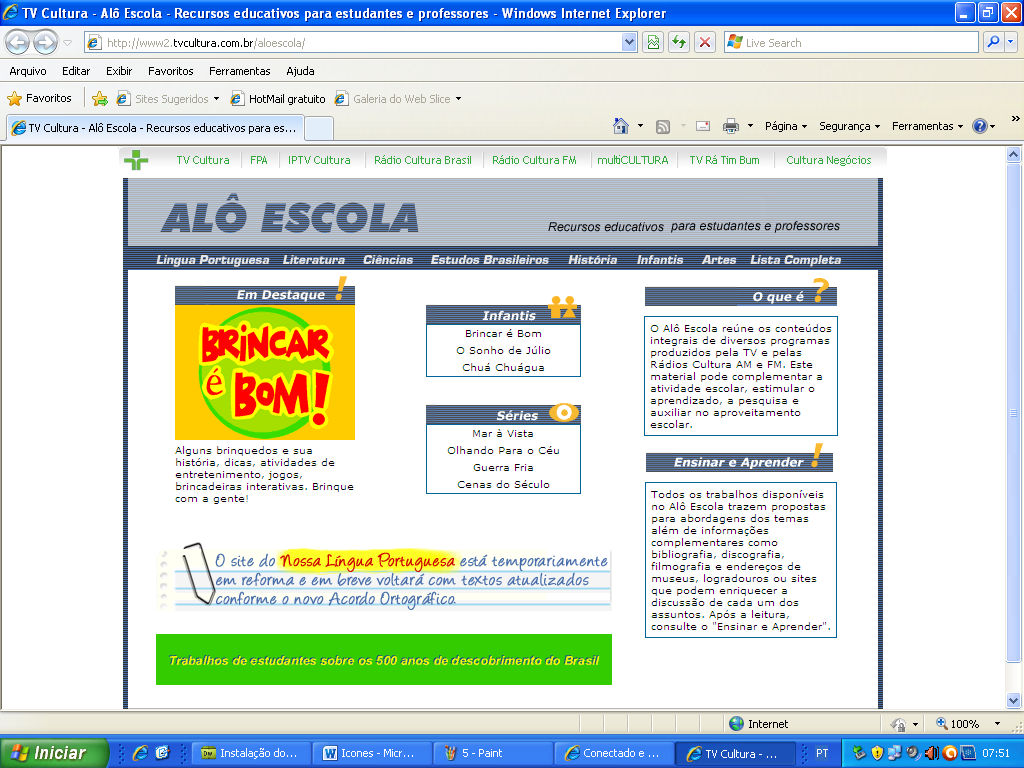 TV Cultura - Alô Escola - Recursos educativos para estudantes e professores - Windows Internet Explorer
http://www2.tvcultura.com.br/aloescola/
Live Search
Arquivo Editar Exibir Favoritos Ferramentas Ajuda
Favoritos Sites Sugeridos HotMail gratuito Galeria do Web Slice
TV Cultura - Alô Escola - Recursos educativos para es...
Página Segurança Ferramentas
TV Cultura FPA IPTV Cultura Rádio Cultura Brasil Rádio Cultura FM multiCULTURA TV Rá Tim Bum Cultura Negócios
ALÔ ESCOLA
Recursos educativos para estudantes e professores
Língua Portuguesa Literatura Ciências Estudos Brasileiros História Infantis Artes Lista Completa
Em Destaque !
BRINCAR
é BOM!
Alguns brinquedos e sua
história, dicas, atividades de
entretenimento, jogos,
brincadeiras interativas. Brinque
com a gente!
Infantis
Brincar é Bom
O Sonho de Júlio
Chuá Chuágua
Séries
Mar à Vista
Olhando Para o Céu
Guerra Fria
Cenas do Século
O que é ?
O Alô Escola reúne os conteúdos
integrais de diversos programas
produzidos pela TV e pelas
Rádios Cultura AM e FM. Este
material pode complementar a
atividade escolar, estimular o
aprendizado, a pesquisa e
auxiliar no aproveitamento
escolar.
Ensinar e Aprender !
Todos os trabalhos disponíveis
no Alô Escola trazem propostas
para abordagens dos temas
além de informações
complementares como
bibliografia, discografia,
filmografia e endereços de
museus, logradouros ou sites
que podem enriquecer a
discussão de cada um dos
assuntos. Após a leitura,
consulte o "Ensinar e Aprender".
O site do Nossa Língua Portuguesa está temporariamente
em reforma e em breve voltará com textos atualizados
conforme o novo Acordo Ortográfico.
Trabalhos de estudantes sobre os 500 anos de descobrimento do Brasil
Internet 100%
Iniciar Instalação do... Icones - Micr... 5 - Paint Conectado e ... TV Cultura - ... PT 07:51